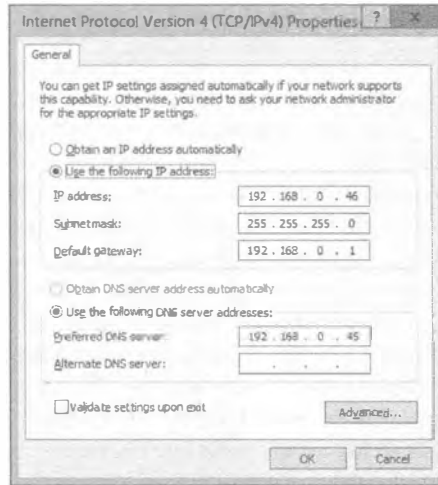 Internet Protocol Version 4 (TCP/IPv4) Properties ? x
General
You can get IP settings assigned automatically if your network supports
this capability. Otherwise, you need to ask your network administrator
for the appropriate IP settings.
Obtain an IP address automatically
Use the following IP address:
IP address: 192 . 168 . 0 . 46
Subnet mask: 255 . 255 . 255 . 0
Default gateway: 192 . 168 . 0 . 1
Obtain DNS server address automatically
Use the following DNS server addresses:
Preferred DNS server: 192 . 168 . 0 . 45
Alternate DNS server: . . .
Validate settings upon exit
Advanced...
OK Cancel